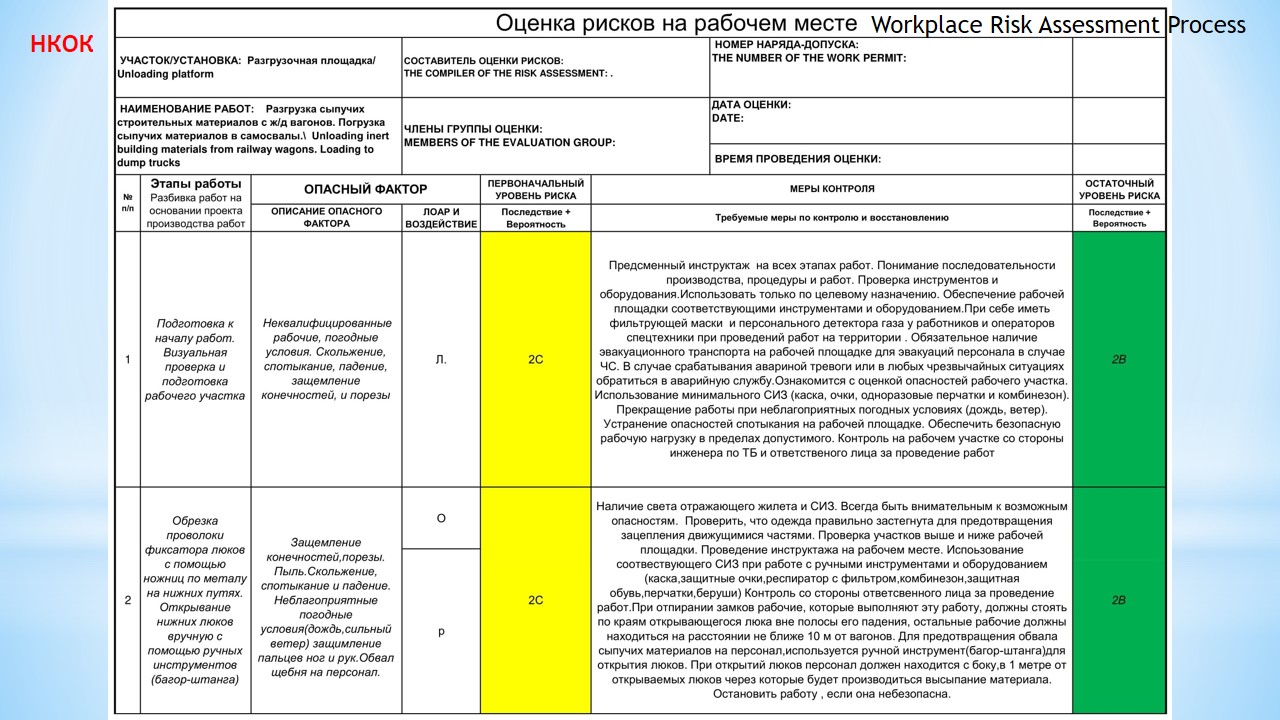 Оценка рисков на рабочем месте Workplace Risk Assessment Process
НКОК
УЧАСТОК/УСТАНОВКА: Разгрузочная площадка/
Unloading platform
СОСТАВИТЕЛЬ ОЦЕНКИ РИСКОВ:
THE COMPILER OF THE RISK ASSESSMENT: .
НОМЕР НАРЯДА-ДОПУСКА:
THE NUMBER OF THE WORK PERMIT:
НАИМЕНОВАНИЕ РАБОТ: Разгрузка сыпучих
строительных материалов с ж/д вагонов. Погрузка
сыпучих материалов в самосвалы.\ Unloading inert
building materials from railway wagons. Loading to
dump trucks
ЧЛЕНЫ ГРУППЫ ОЦЕНКИ:
MEMBERS OF THE EVALUATION GROUP:
ДАТА ОЦЕНКИ:
DATE:
ВРЕМЯ ПРОВЕДЕНИЯ ОЦЕНКИ:
№
п/п
Этапы работы
Разбивка работ на
основании проекта
производства работ
ОПАСНЫЙ ФАКТОР
ОПИСАНИЕ ОПАСНОГО
ФАКТОРА
ЛОАР И
ВОЗДЕЙСТВИЕ
ПЕРВОНАЧАЛЬНЫЙ
УРОВЕНЬ РИСКА
Последствие +
Вероятность
МЕРЫ КОНТРОЛЯ
Требуемые меры по контролю и восстановлению
ОСТАТОЧНЫЙ
УРОВЕНЬ РИСКА
Последствие +
Вероятность
1
Подготовка к
началу работ.
Визуальная
проверка и
подготовка
рабочего участка
Неквалифицированные
рабочие, погодные
условия. Скольжение,
спотыкание, падение,
защемление
конечностей, и порезы
Л.
2С
Предсменный инструктаж на всех этапах работ. Понимание последовательности
производства, процедуры и работ. Проверка инструментов и
оборудования.Использовать только по целевому назначению. Обеспечение рабочей
площадки соответствующими инструментами и оборудованием.При себе иметь
фильтрующей маски и персонального детектора газа у работников и операторов
спецтехники при проведений работ на территории . Обязательное наличие
эвакуационного транспорта на рабочей площадке для эвакуаций персонала в случае
ЧС. В случае срабатывания авариной тревоги или в любых чрезвычайных ситуациях
обратиться в аварийную службу.Ознакомится с оценкой опасностей рабочего участка.
Использование минимального СИЗ (каска, очки, одноразовые перчатки и комбинезон).
Прекращение работы при неблагоприятных погодных условиях (дождь, ветер).
Устранение опасностей спотыкания на рабочей площадке. Обеспечить безопасную
рабочую нагрузку в пределах допустимого. Контроль на рабочем участке со стороны
инженера по ТБ и ответственого лица за проведение работ
2В
2
Обрезка
проволоки
фиксатора люков
с помощью
ножниц по металу
на нижних путях.
Открывание
нижних люков
вручную с
помощью ручных
инструментов
(багор-штанга)
Защемление
конечностей,порезы.
Пыль.Скольжение,
спотыкание и падение.
Неблагоприятные
погодные
условия(дождь,сильный
ветер) защимление
пальцев ног и рук.Обвал
щебня на персонал.
О
р
2С
Наличие света отражающего жилета и СИЗ. Всегда быть внимательным к возможным
опасностям. Проверить, что одежда правильно застегнута для предотвращения
зацепления движущимися частями. Проверка участков выше и ниже рабочей
площадки. Проведение инструктажа на рабочем месте. Испоьзование
соотвествующего СИЗ при работе с ручными инструментами и оборудованием
(каска,защитные очки,респиратор с фильтром,комбинезон,защитная
обувь,перчатки,беруши) Контроль со стороны ответсвенного лица за проведение
работ.При отпирании замков рабочие, которые выполняют эту работу, должны стоять
по краям открывающегося люка вне полосы его падения, остальные рабочие должны
находиться на расстоянии не ближе 10 м от вагонов. Для предотвращения обвала
сыпучих материалов на персонал,используется ручной инструмент(багор-штанга)для
открытия люков. При открытий люков персонал должен находится с боку,в 1 метре от
открываемых люков через которые будет производиться высыпание материала.
Остановить работу , если она небезопасна.
2В